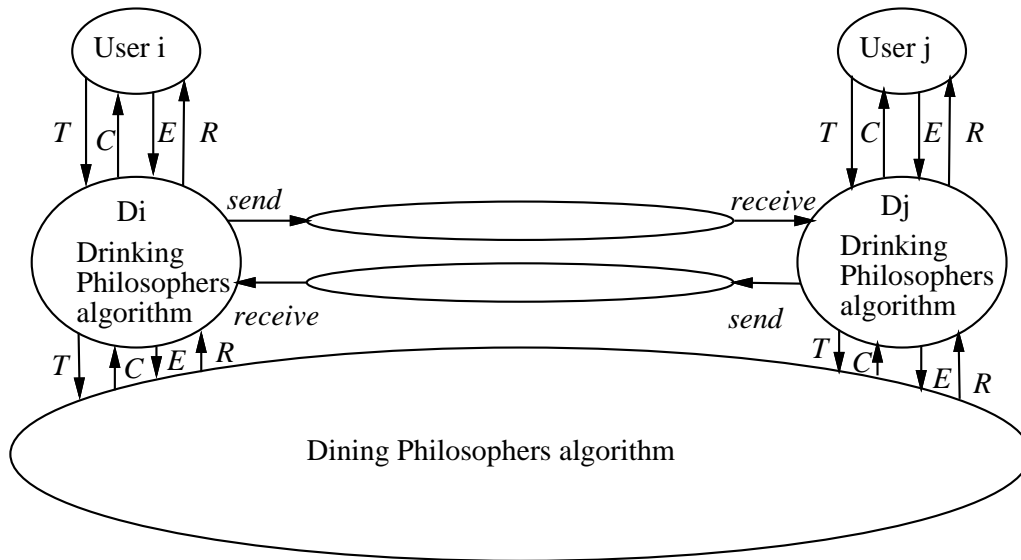 User i
User j
T
C
E
R
T
C
E
R
send
receive
Di
Drinking
Philosophers
algorithm
Dj
Drinking
Philosophers
algorithm
receive
send
T
C
E
R
T
C
E
R
Dining Philosophers algorithm